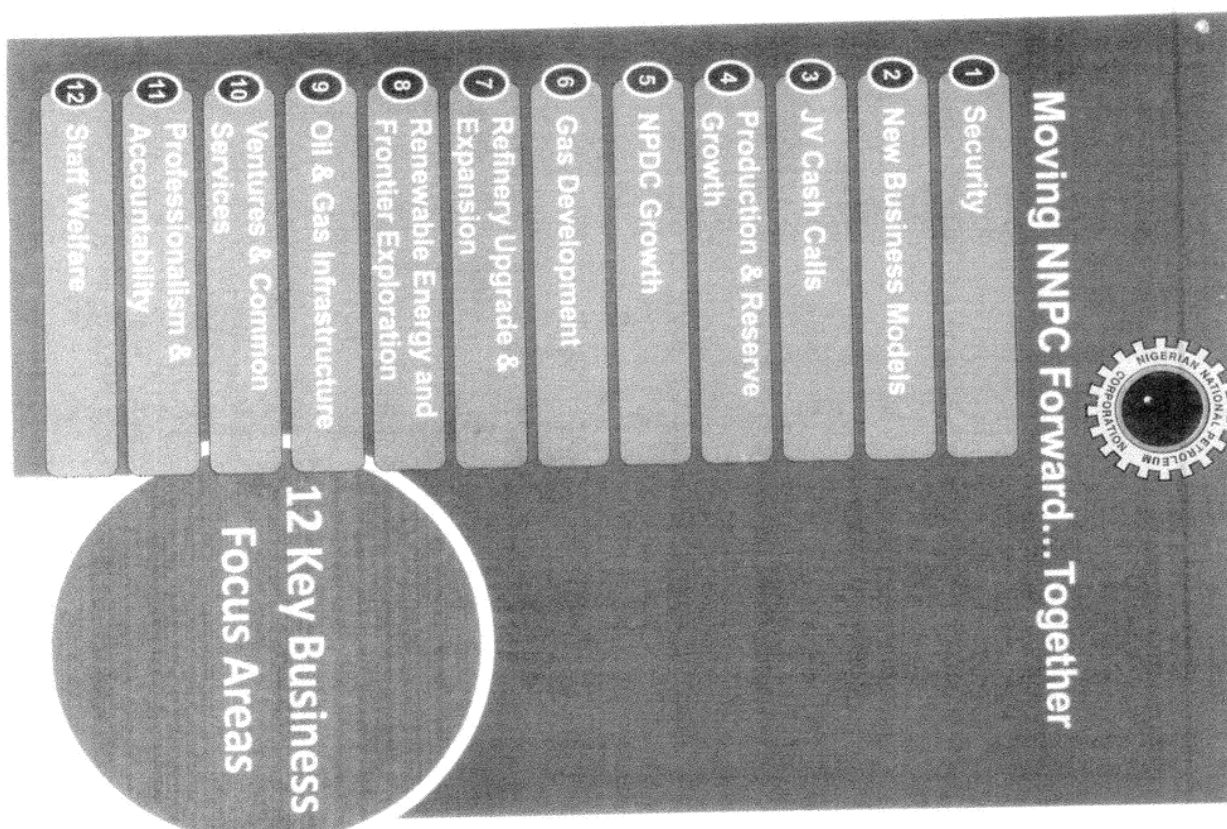 NIGERIAN NATIONAL PETROLEUM
CORPORATION
Moving NNPC Forward...Together
1 Security
2 New Business Models
3 JV Cash Calls
4 Production & Reserve
Growth
5 NPDC Growth
6 Gas Development
7 Refinery Upgrade &
Expansion
8 Renewable Energy and
Frontier Exploration
9 Oil & Gas Infrastructure
10 Ventures & Common
Services
11 Professionalism &
Accountability
12 Staff Welfare
12 Key Business
Focus Areas